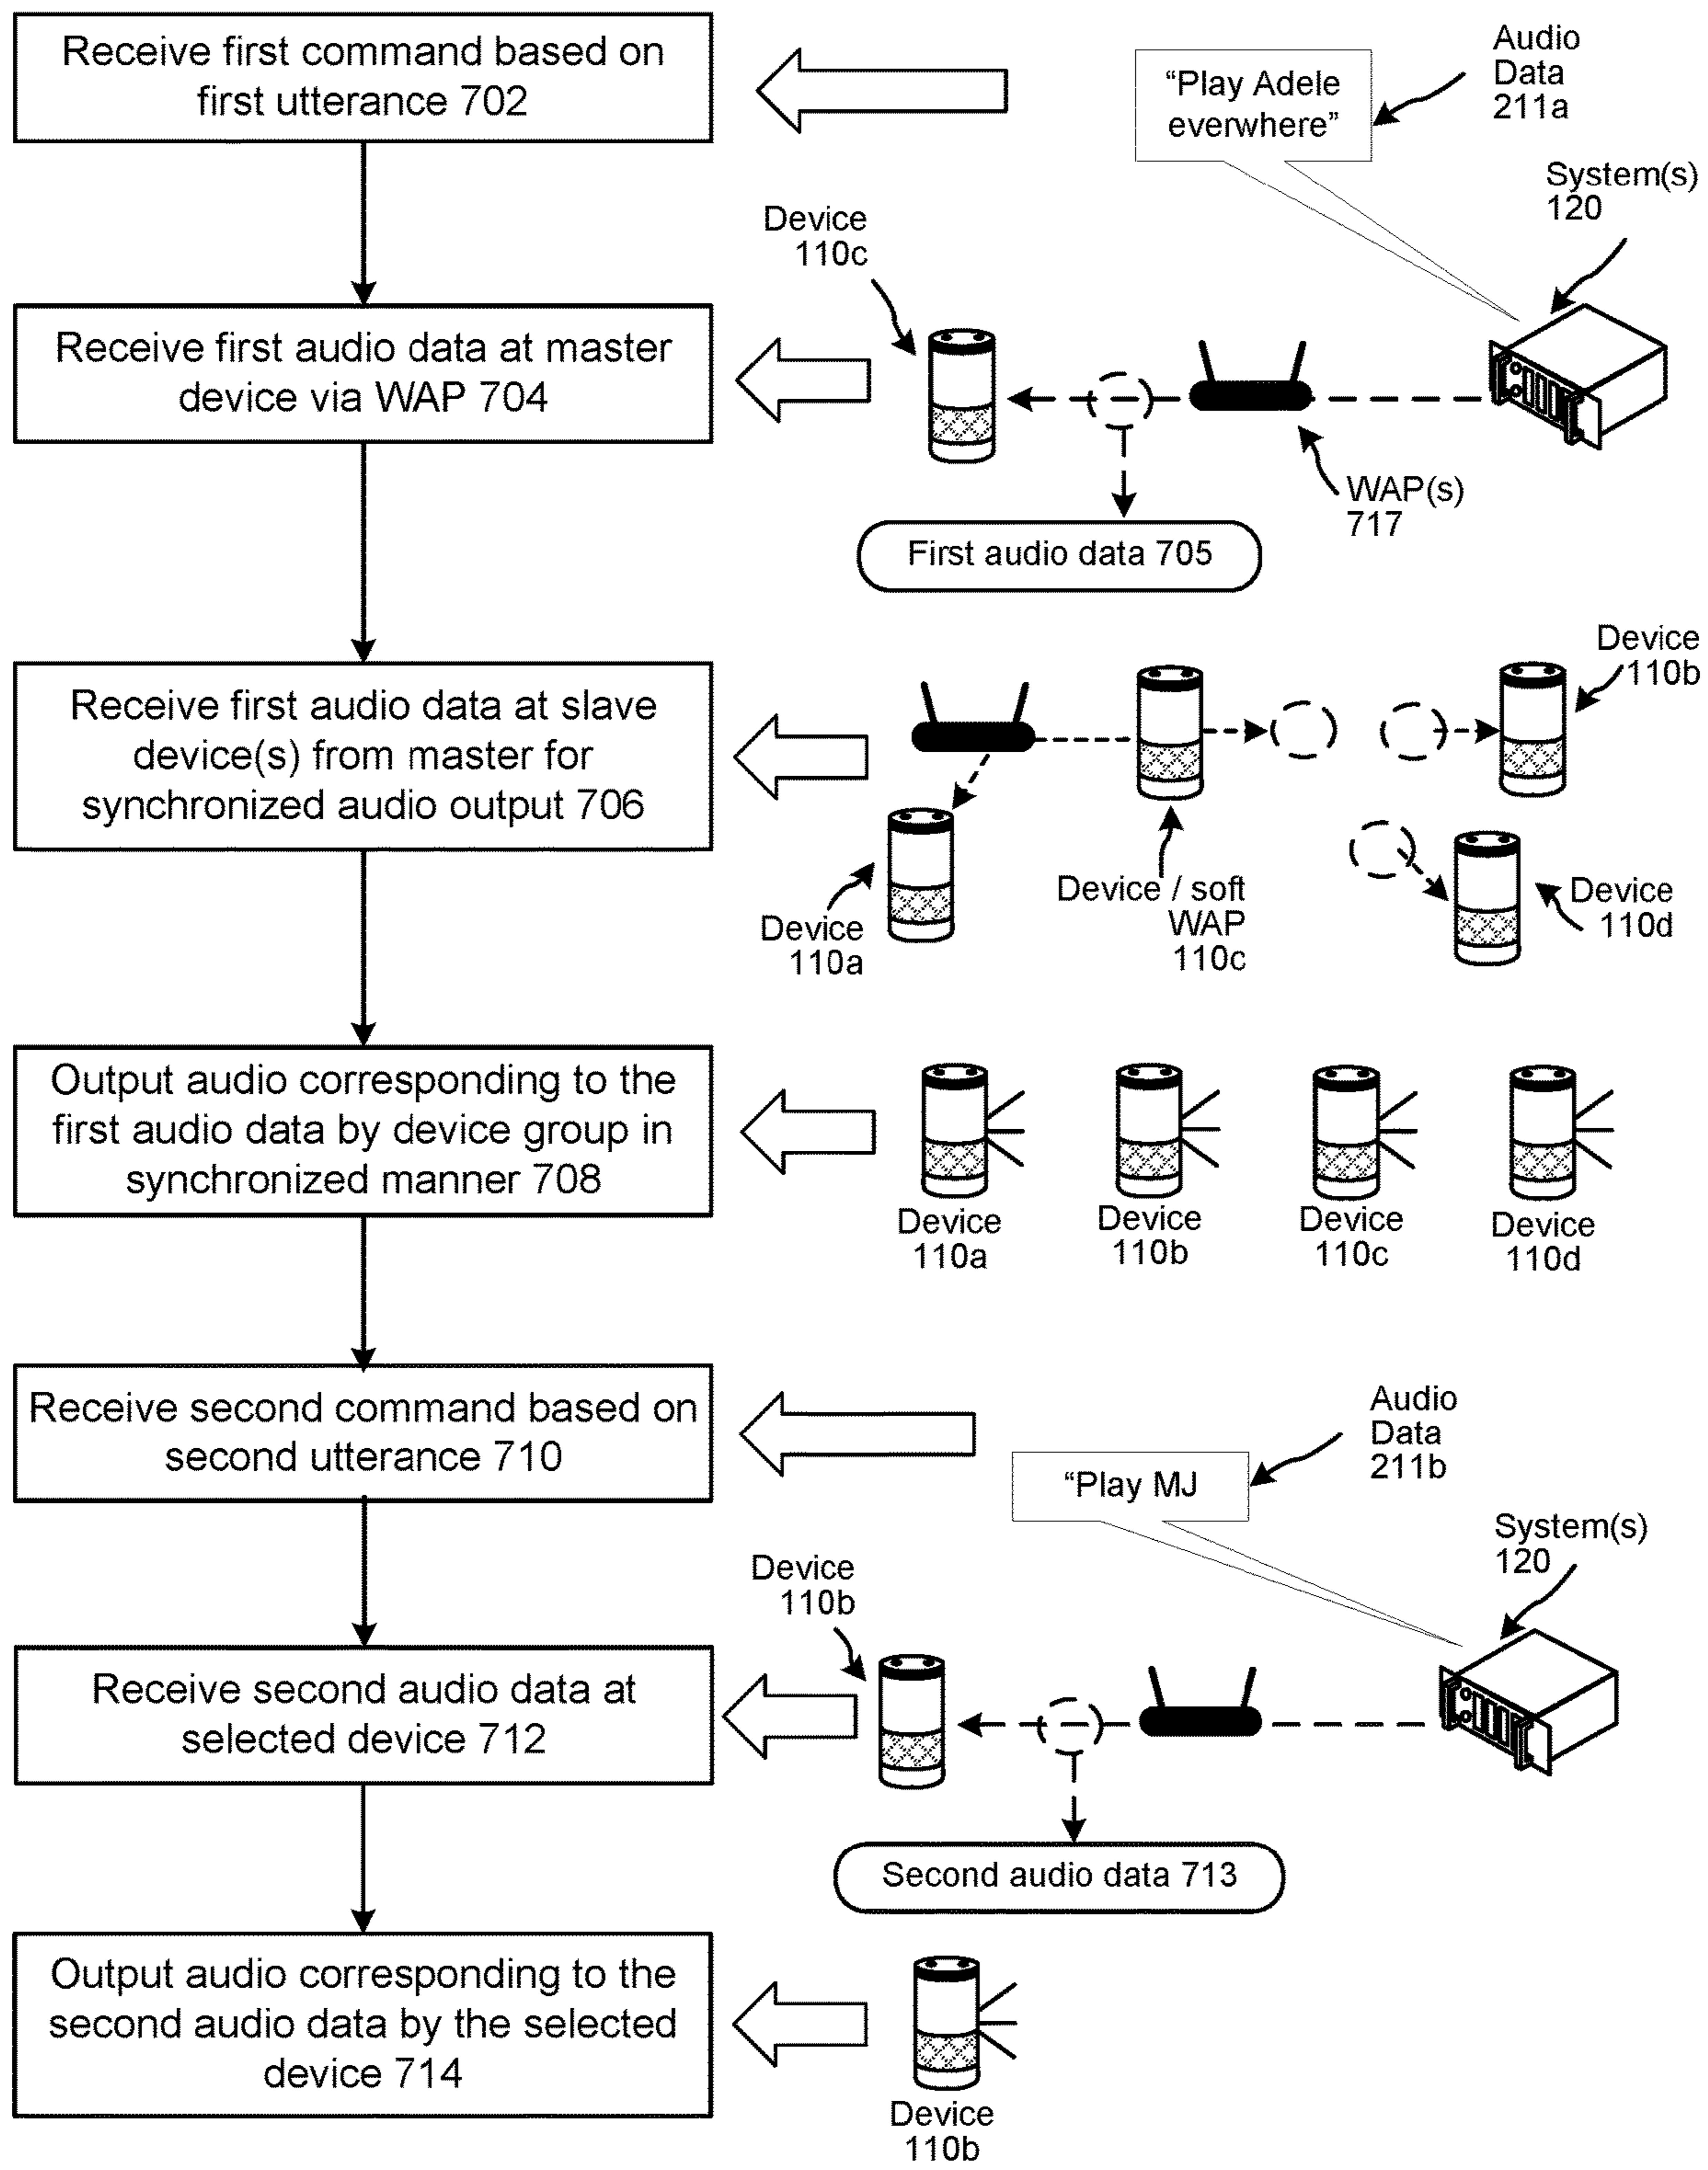 Receive first command based on
first utterance 702
“Play Adele
everwhere”
Audio
Data
211a
System(s)
120
Device
110c
Receive first audio data at master
device via WAP 704
WAP(s)
717
First audio data 705
Receive first audio data at slave
device(s) from master for
synchronized audio output 706
Device
110b
Device
110a
Device / soft
WAP
110c
Device
110d
Output audio corresponding to the
first audio data by device group in
synchronized manner 708
Device
110a
Device
110b
Device
110c
Device
110d
Receive second command based on
second utterance 710
“Play MJ
Audio
Data
211b
System(s)
120
Device
110b
Receive second audio data at
selected device 712
Second audio data 713
Output audio corresponding to the
second audio data by the selected
device 714
Device
110b